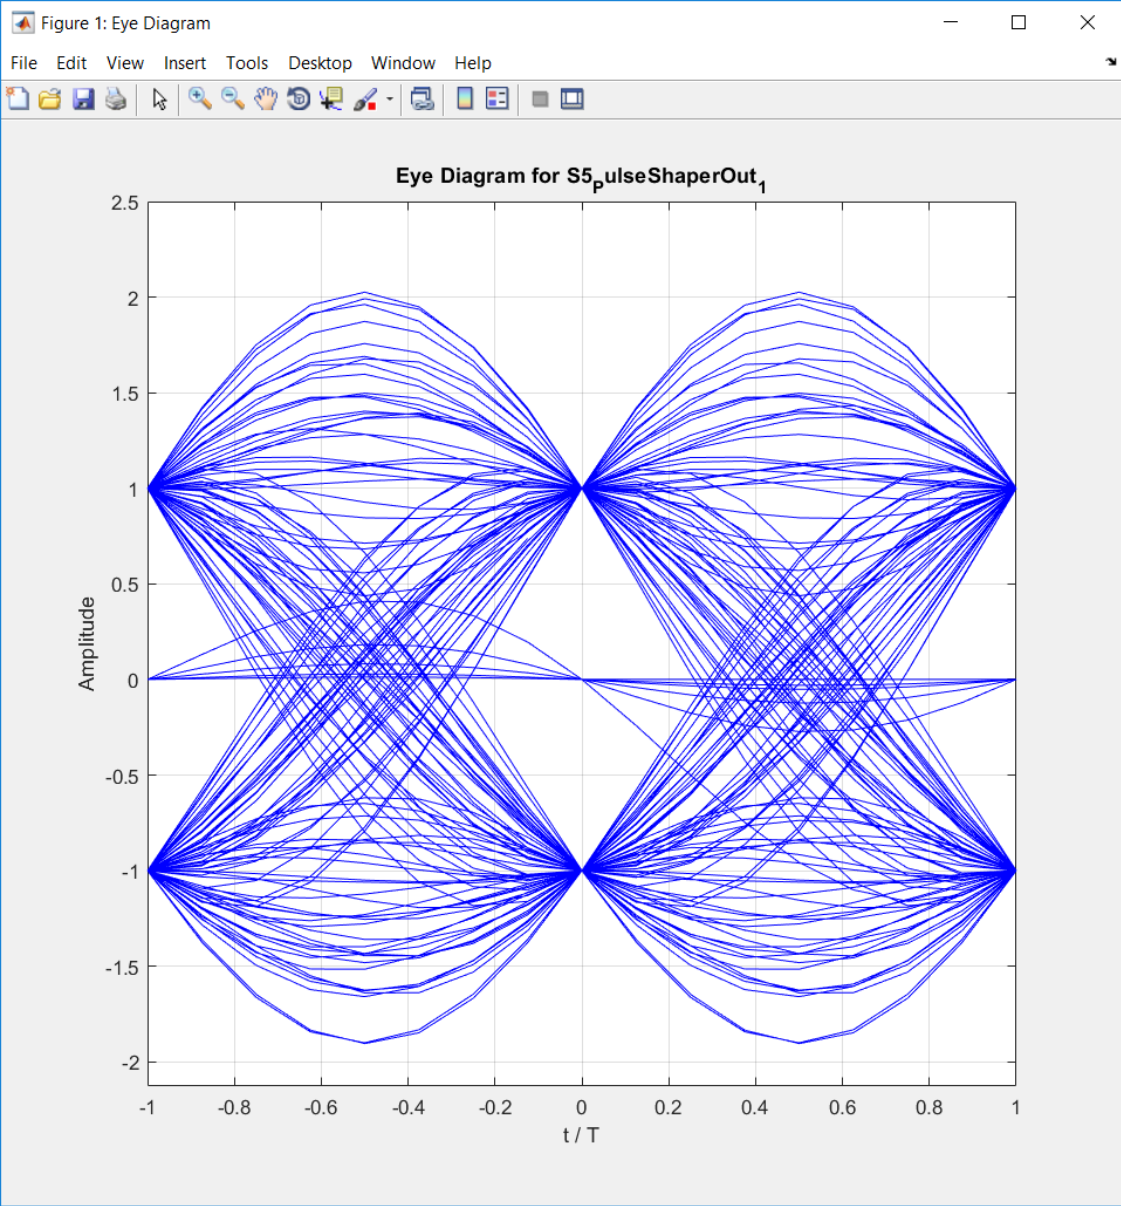 Figure 1: Eye Diagram
File Edit View Insert Tools Desktop Window Help
Eye Diagram for S5PulseShaperOut1
2.5
2
1.5
1
0.5
0
-0.5
-1
-1.5
-2
Amplitude
-1 -0.8 -0.6 -0.4 -0.2 0 0.2 0.4 0.6 0.8 1
t / T